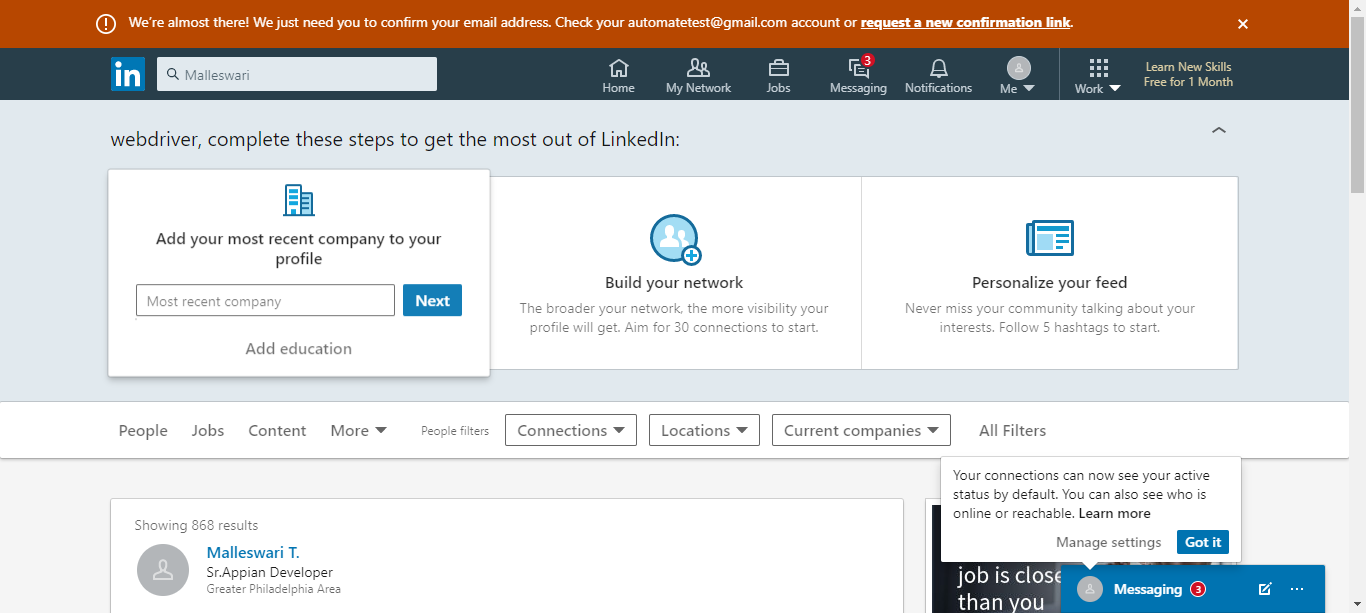 We're almost there! We just need you to confirm your email address. Check your automatetest@gmail.com account or request a new confirmation link.
in
Malleswari
Home
My Network
Jobs
3
Messaging
Notifications
Me
Work
Learn New Skills
Free for 1 Month
webdriver, complete these steps to get the most out of LinkedIn:
Add your most recent company to your
profile
Most recent company
Next
Add education
Build your network
The broader your network, the more visibility your
profile will get. Aim for 30 connections to start.
Personalize your feed
Never miss your community talking about your
interests. Follow 5 hashtags to start.
People
Jobs
Content
More
People filters
Connections
Locations
Current companies
All Filters
Your connections can now see your active
status by default. You can also see who is
online or reachable. Learn more
Manage settings
Got it
Showing 868 results
Malleswari T.
Sr.Appian Developer
Greater Philadelphia Area
job is close
than you
Messaging 3